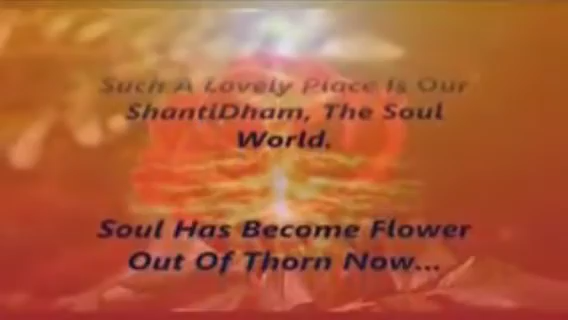 Such A Lovely Place Is Our
ShantiDham, The Soul
World.
Soul Has Become Flower
Out Of Thorn Now...